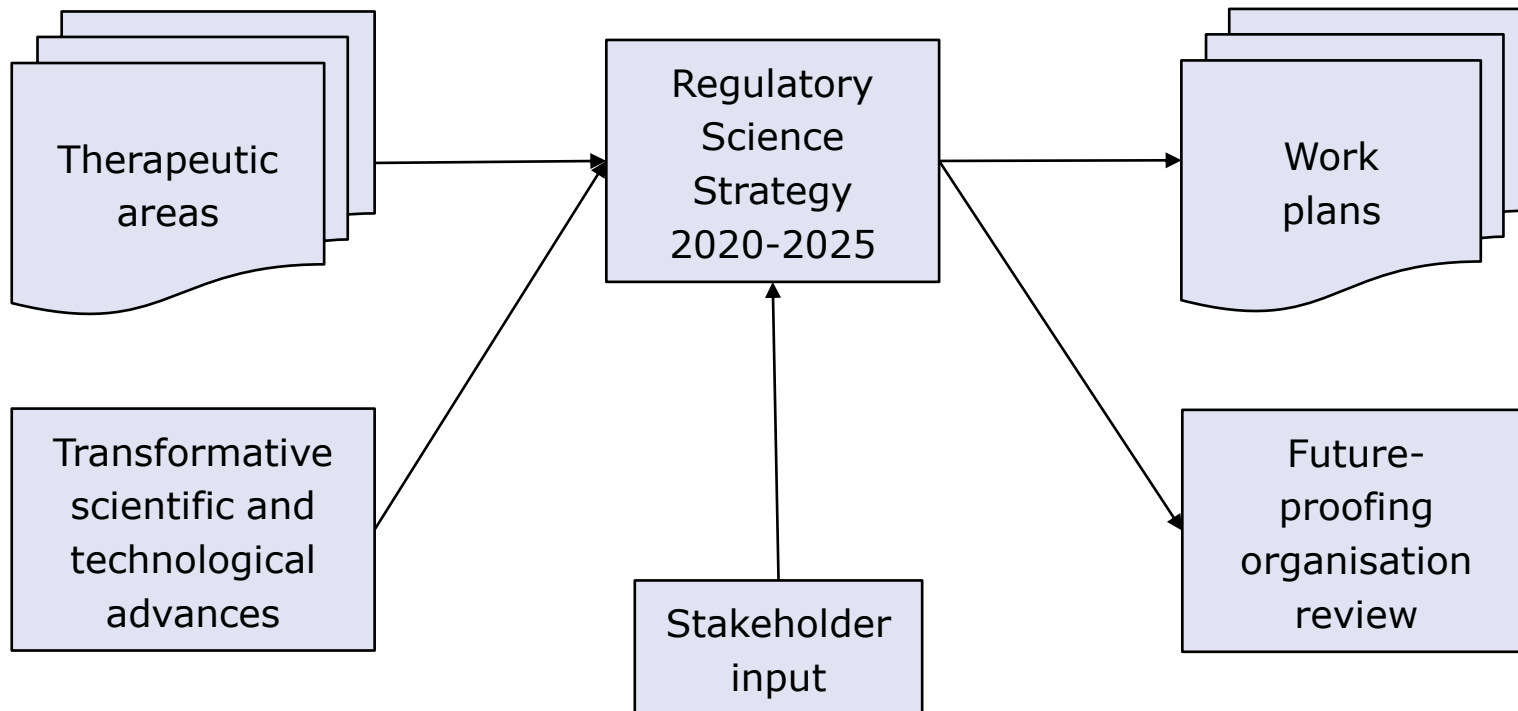 Therapeutic
areas
Regulatory
Science
Strategy
2020-2025
Work
plans
Transformative
scientific and
technological
advances
Stakeholder
input
Future-
proofing
organisation
review